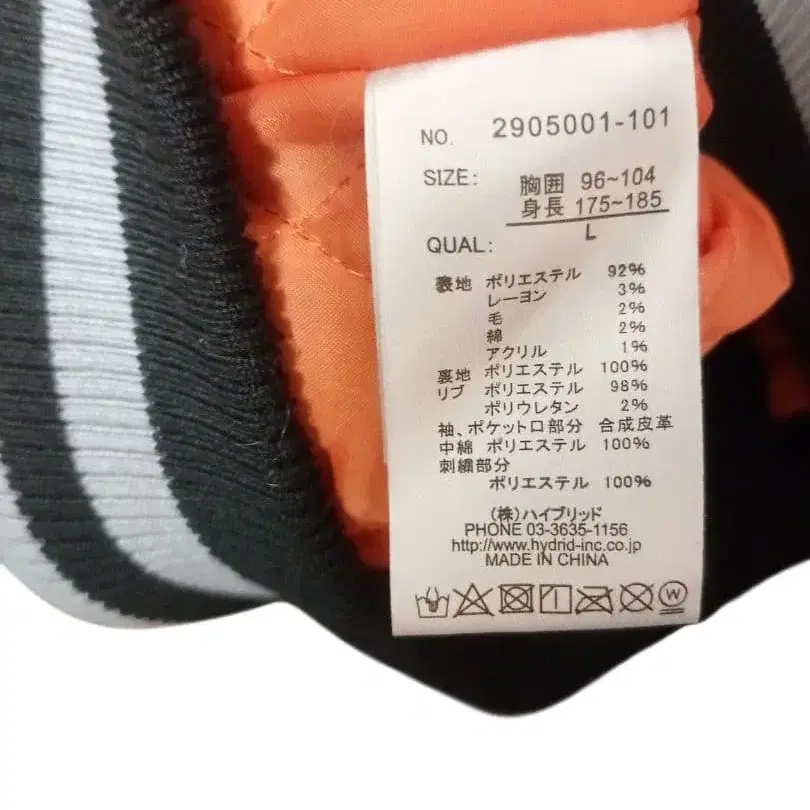 NO. 2905001-101
SIZE: 胸囲 96~104
身長 175~185
L
QUAL:
表地 ポリエステル 92%
レーヨン 3%
毛 2%
綿 2%
アクリル 1%
裏地 ポリエステル 100%
リブ ポリエステル 98%
ポリウレタン 2%
袖、ポケット口部分 合成皮革
中綿 ポリエステル 100%
刺繍部分
ポリエステル 100%
(株)ハイブリッド
PHONE 03-3635-1156
http://www.hydrid-inc.co.jp
MADE IN CHINA
W